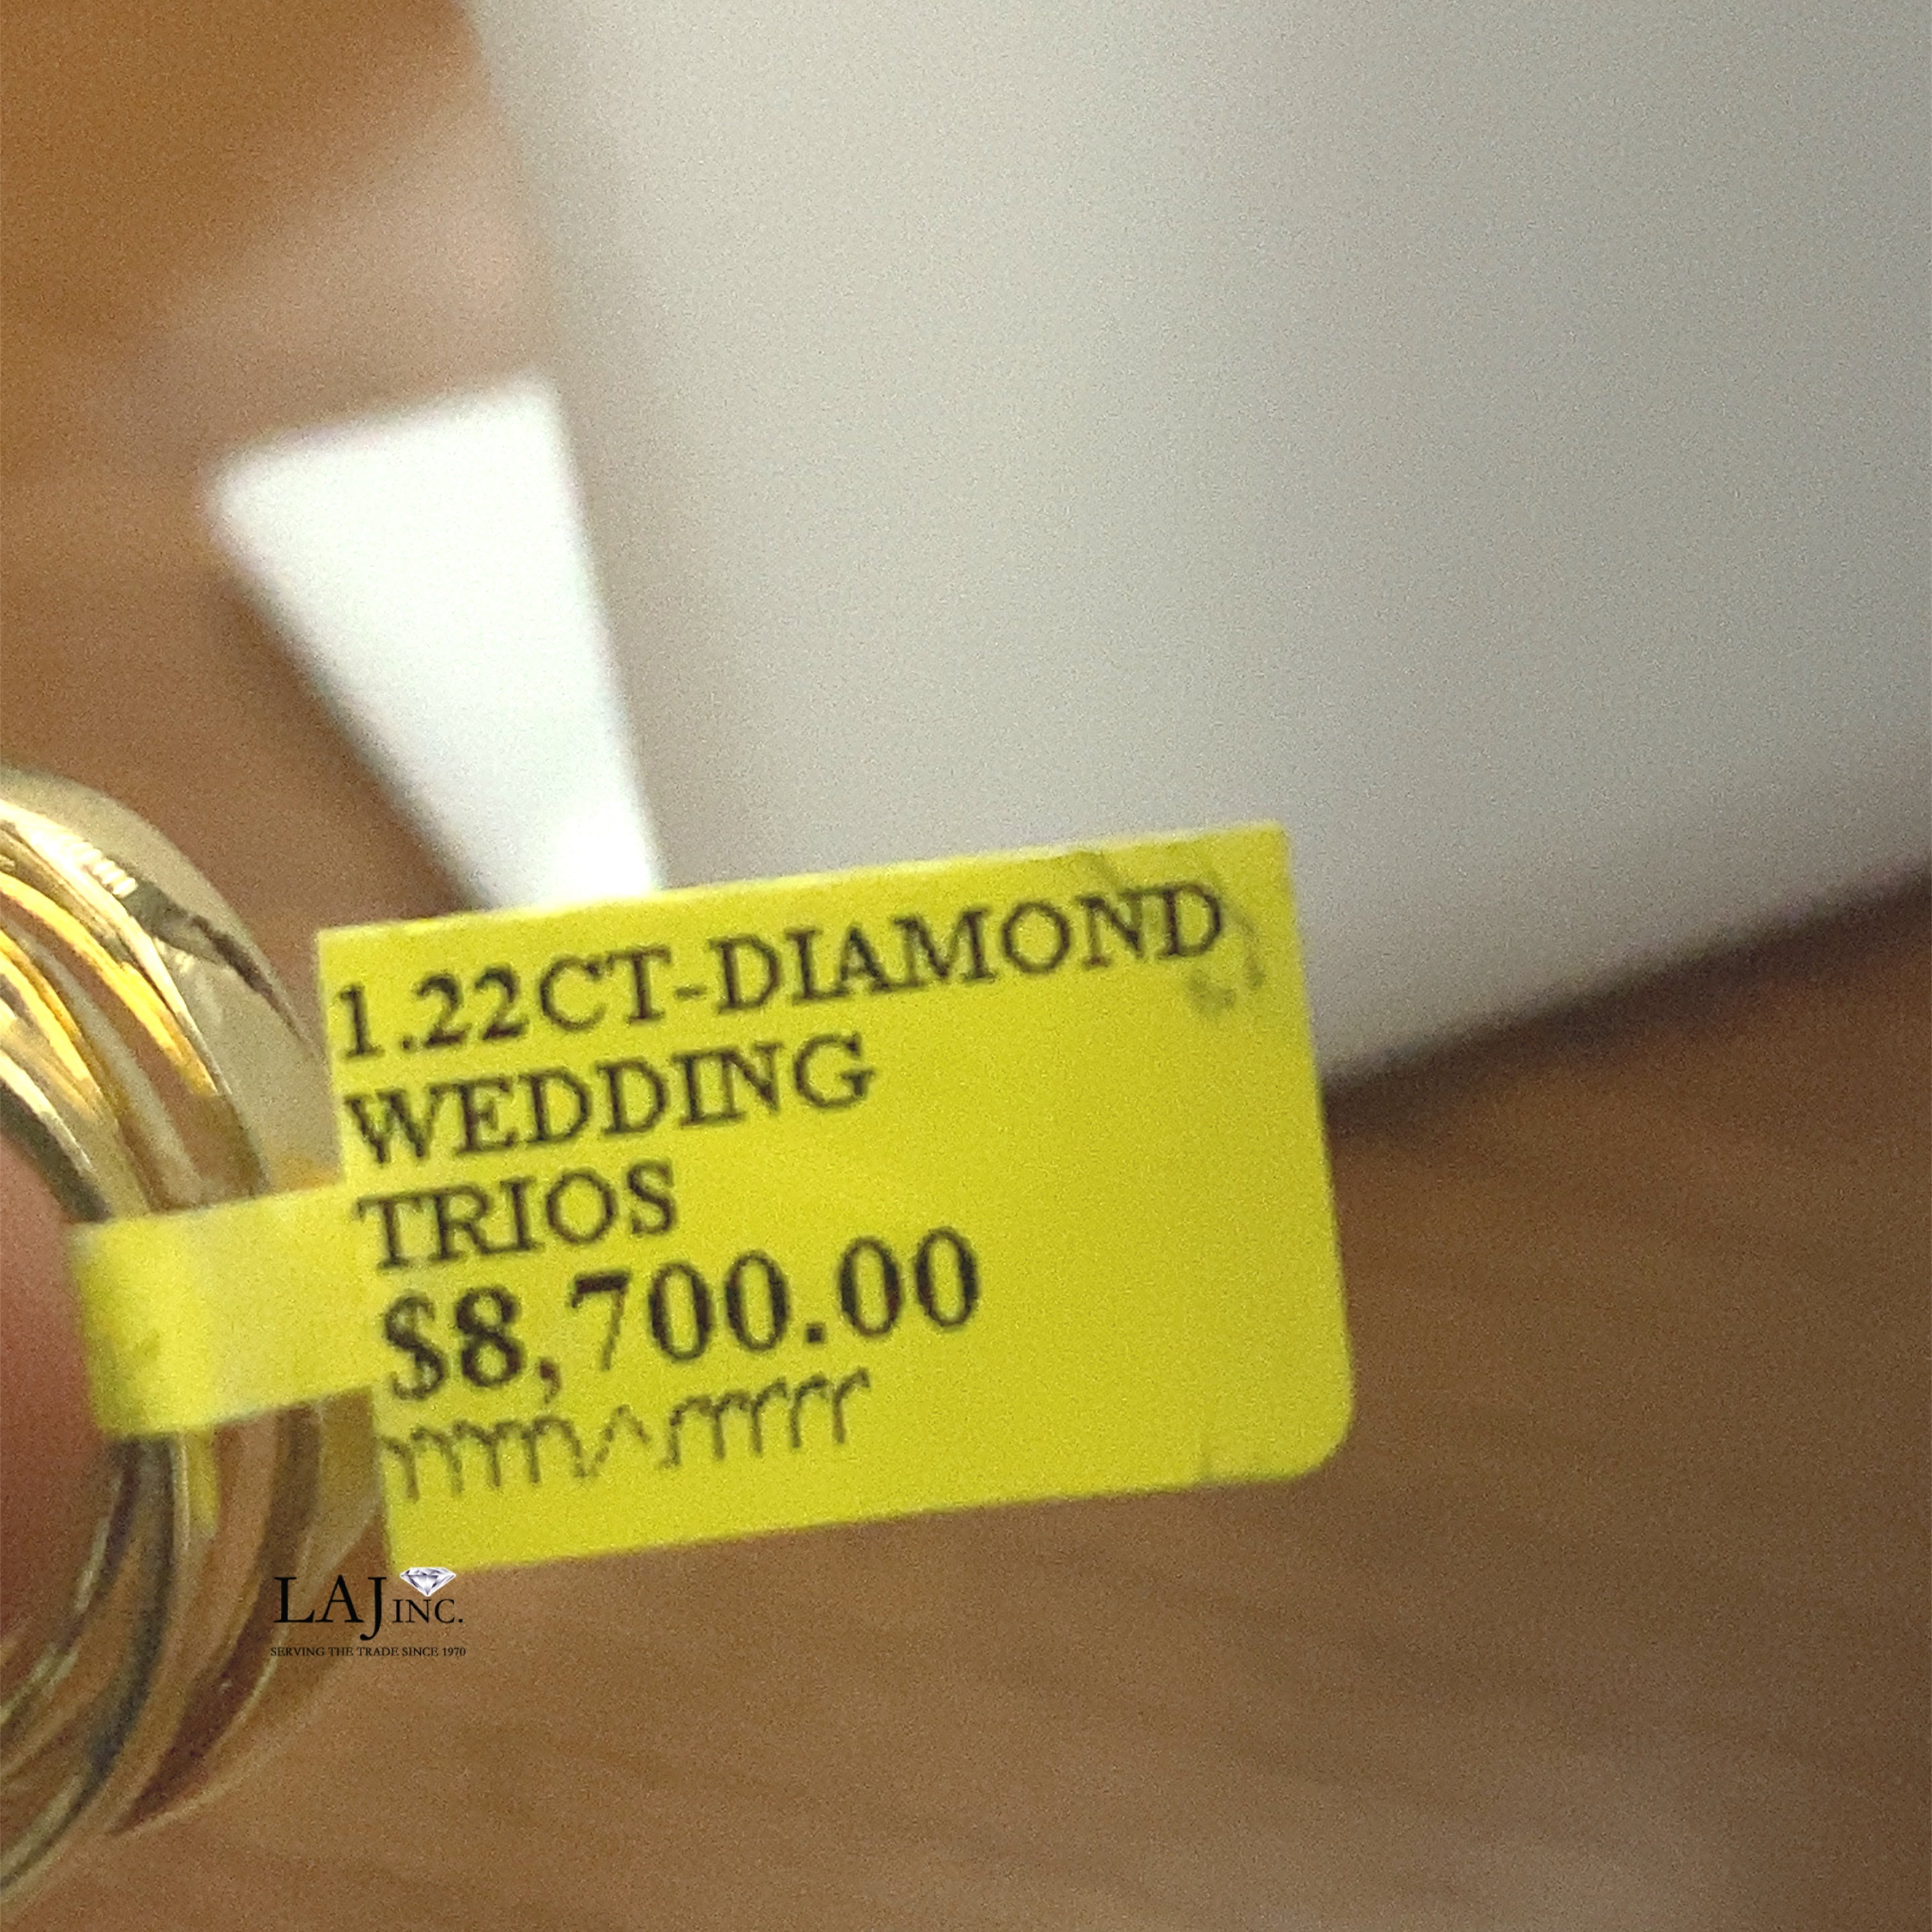 1.22CT-DIAMOND
WEDDING
TRIOS
$8,700.00
LAJ INC.
SERVING THE TRADE SINCE 1970